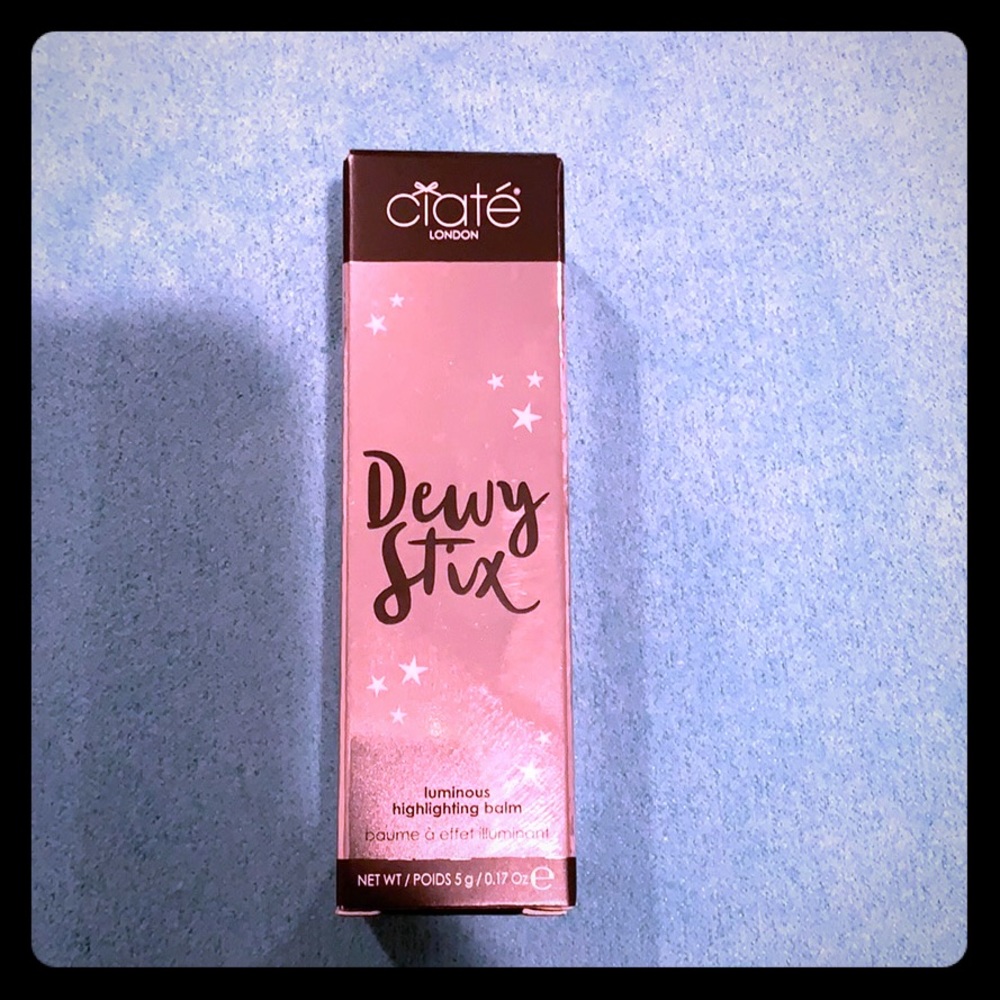 ciaté®
LONDON
Dewy
Stix
luminous
highlighting balm
baume à effet illuminant
NET WT / POIDS 5 g / 0.17 Oz ℮